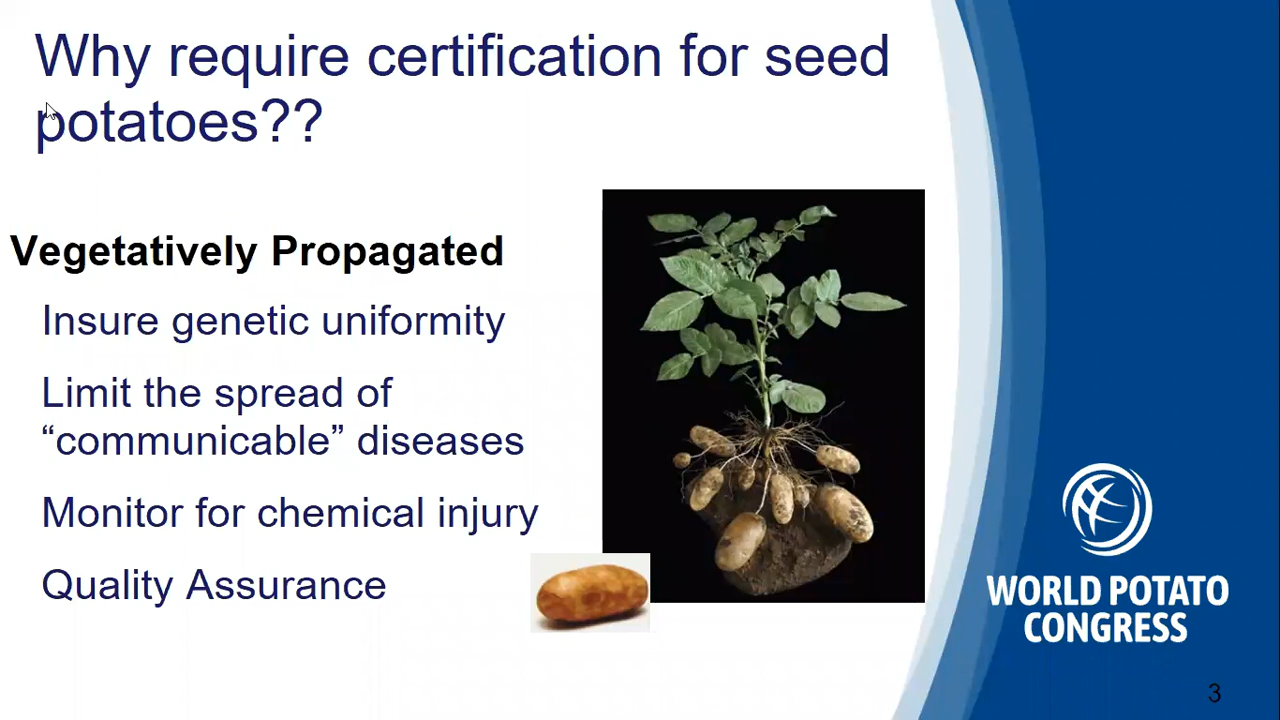 Why require certification for seed
potatoes??
Vegetatively Propagated
Insure genetic uniformity
Limit the spread of
“communicable” diseases
Monitor for chemical injury
Quality Assurance
WORLD POTATO
CONGRESS
3